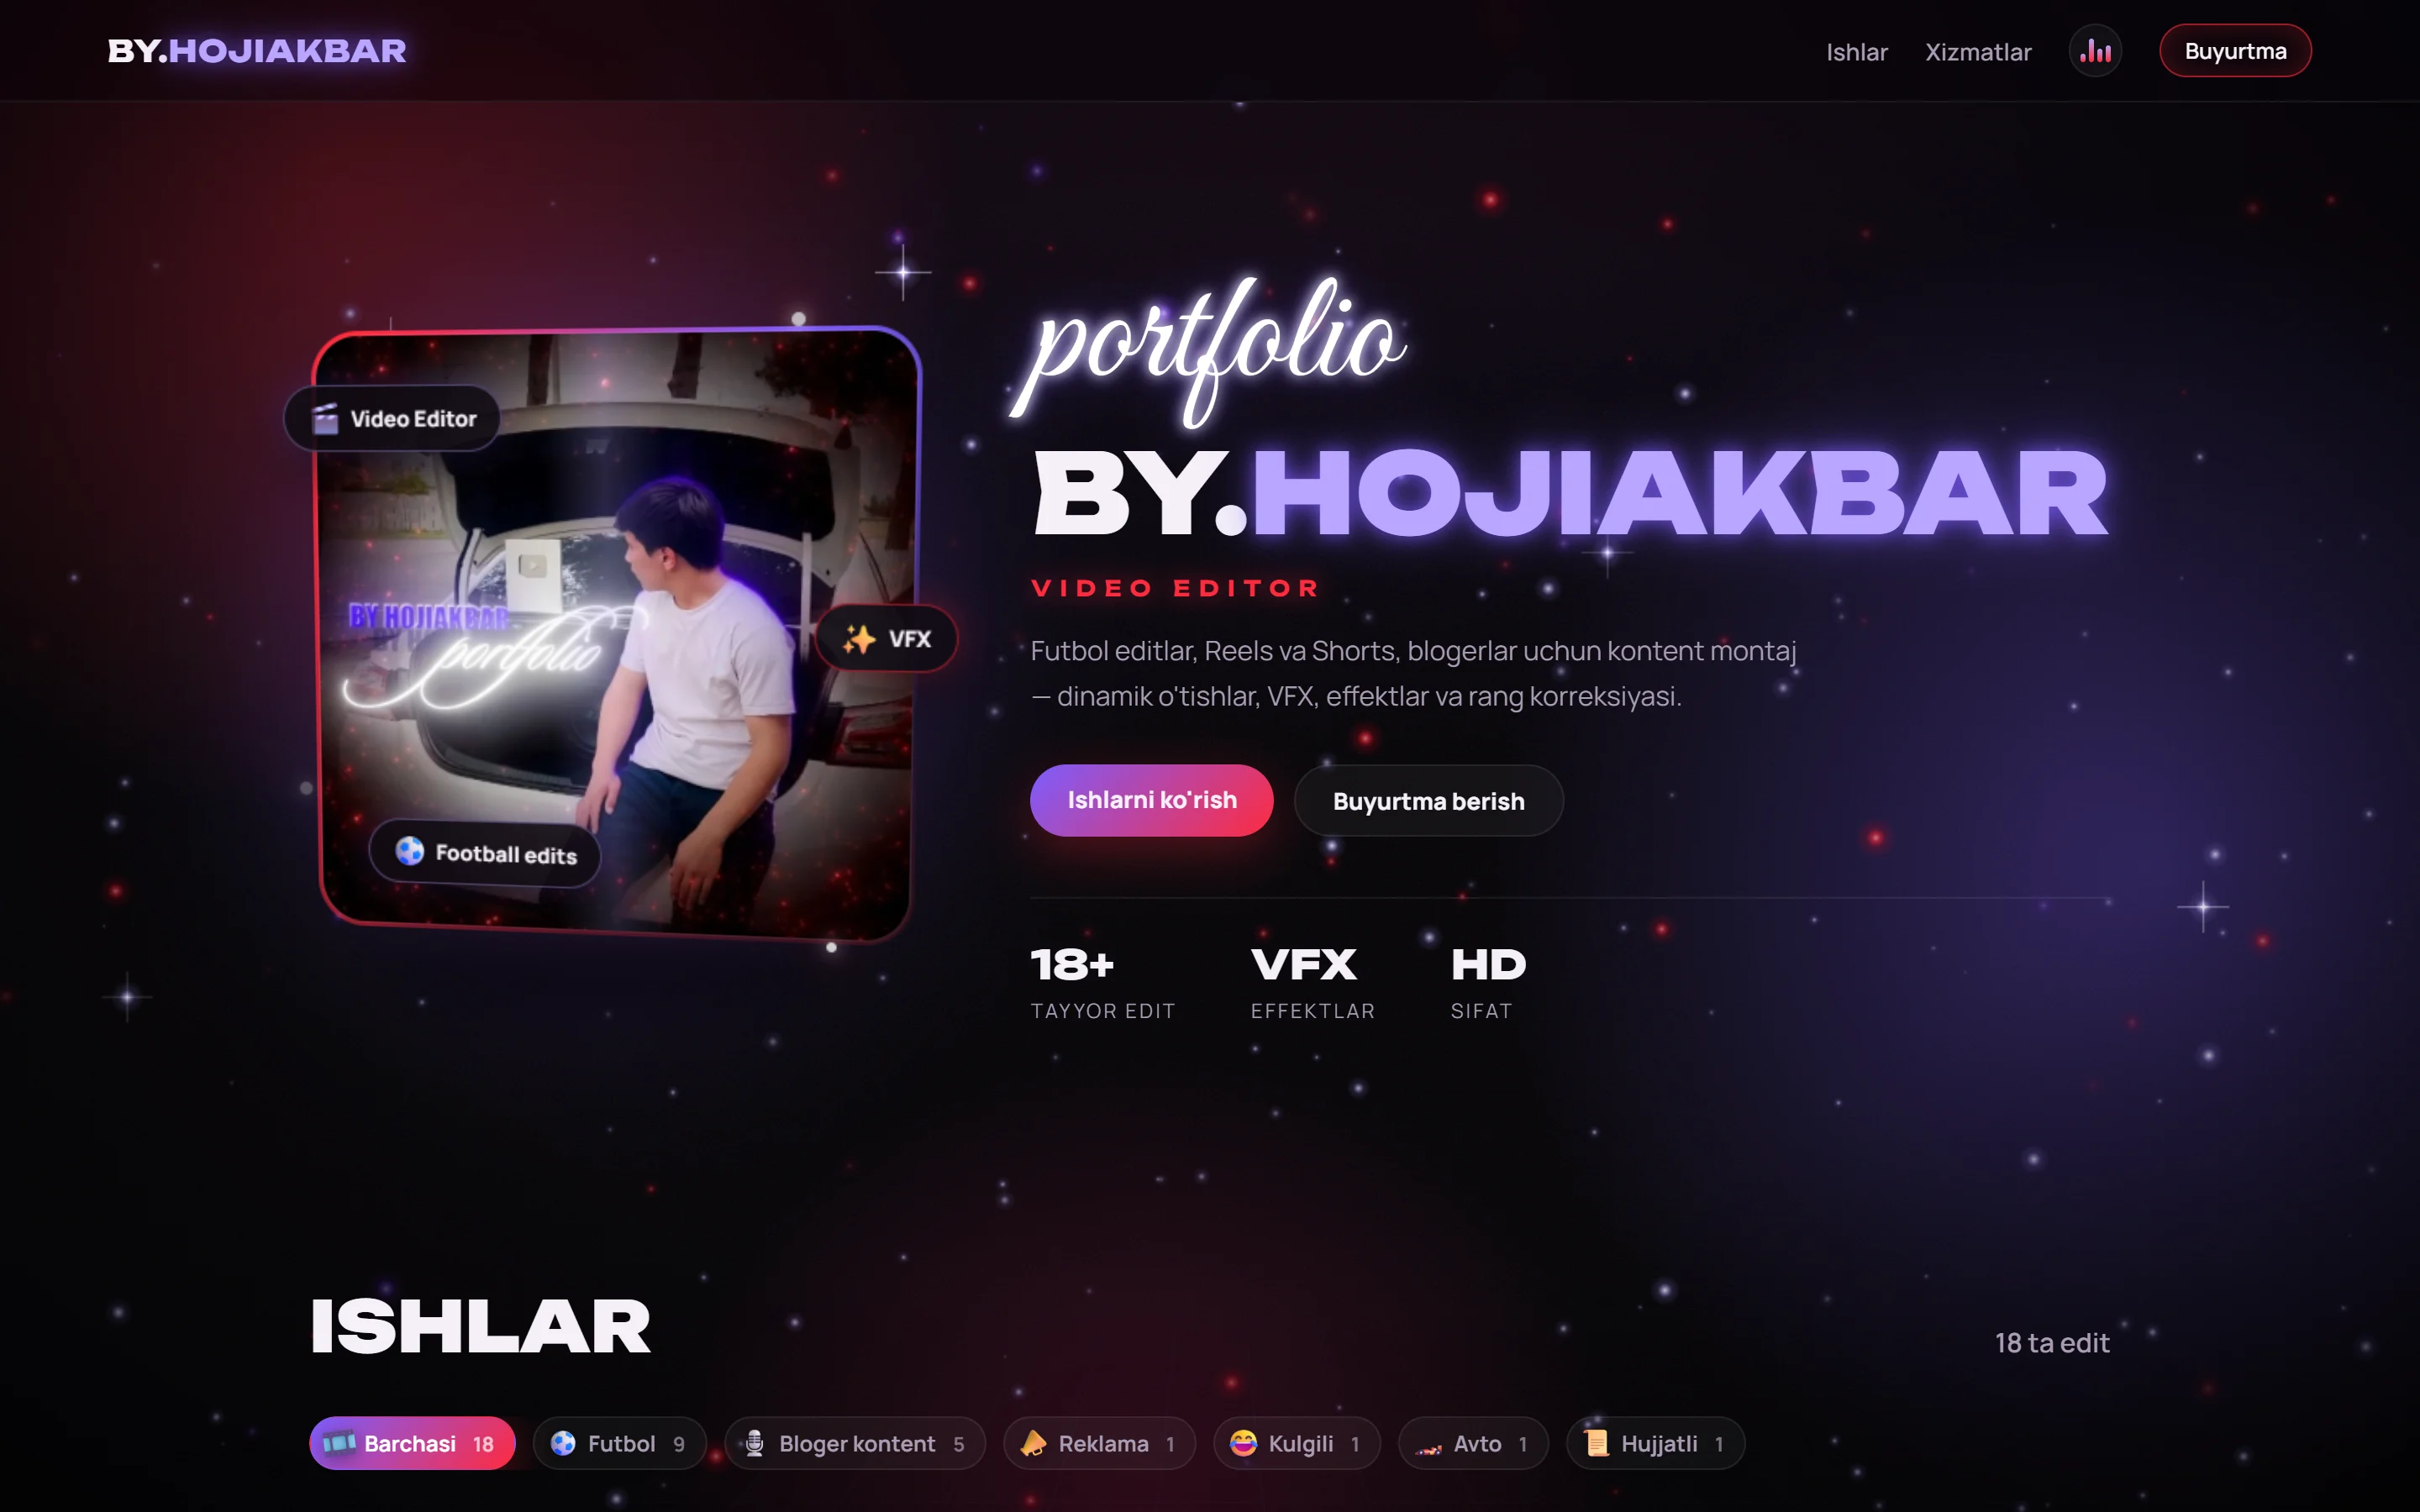 BY.HOJIAKBAR
Ishlar
Xizmatlar
Buyurtma
🎬 Video Editor
BY HOJIAKBAR
portfolio
✨ VFX
⚽ Football edits
portfolio
BY.HOJIAKBAR
VIDEO EDITOR
Futbol editlar, Reels va Shorts, blogerlar uchun kontent montaj
— dinamik o'tishlar, VFX, effektlar va rang korreksiyasi.
Ishlarni ko'rish
Buyurtma berish
18+
TAYYOR EDIT
VFX
EFFEKTLAR
HD
SIFAT
ISHLAR
18 ta edit
🎞️ Barchasi 18
⚽ Futbol 9
🎙️ Bloger kontent 5
📣 Reklama 1
😂 Kulgili 1
🏎️ Avto 1
📜 Hujjatli 1